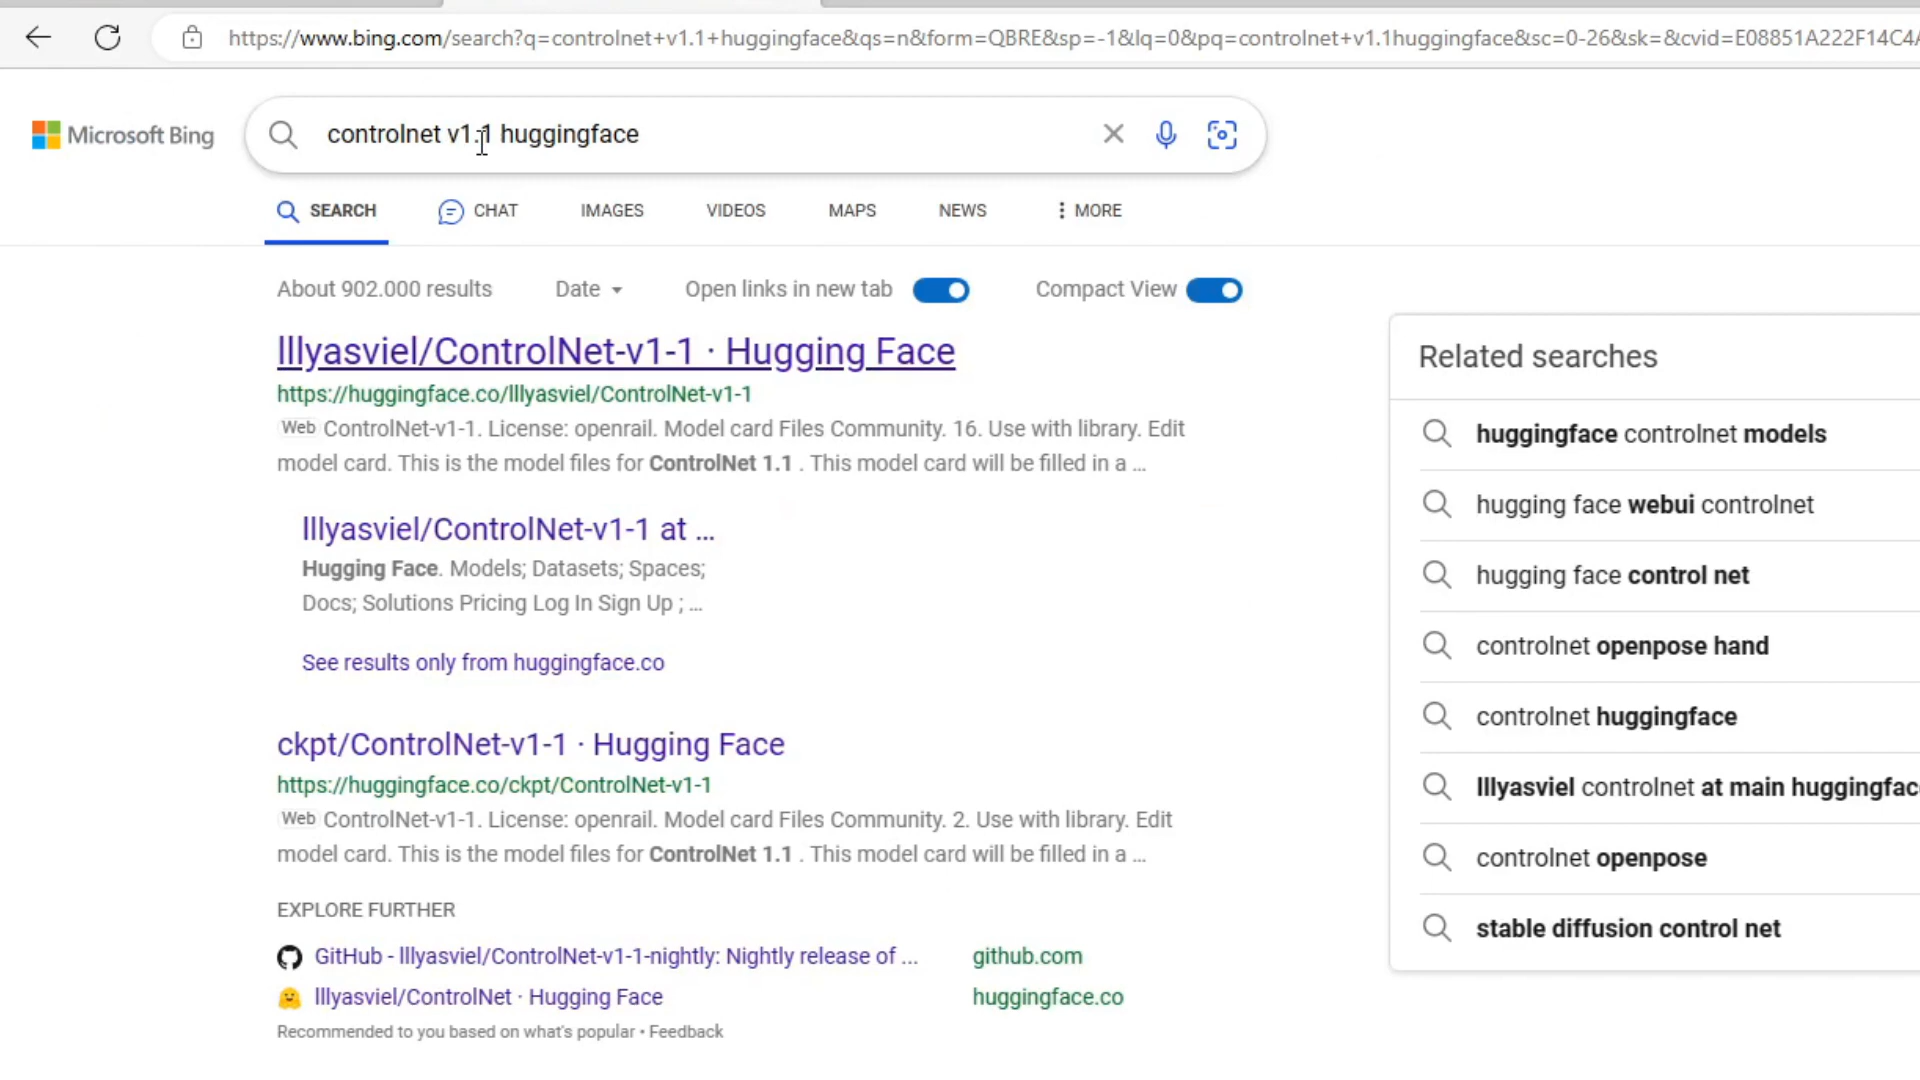 https://www.bing.com/search?q=controlnet+v1.1+huggingface&qs=n&form=QBRE&sp=-1&lq=0&pq=controlnet+v1.1huggingface&sc=0-26&sk=&cvid=E08851A222F14C4A
Microsoft Bing
controlnet v1.1 huggingface
SEARCH CHAT IMAGES VIDEOS MAPS NEWS MORE
About 902.000 results Date Open links in new tab Compact View
lllyasviel/ControlNet-v1-1 · Hugging Face
https://huggingface.co/lllyasviel/ControlNet-v1-1
Web ControlNet-v1-1. License: openrail. Model card Files Community. 16. Use with library. Edit
model card. This is the model files for ControlNet 1.1 . This model card will be filled in a ...
lllyasviel/ControlNet-v1-1 at ...
Hugging Face. Models; Datasets; Spaces;
Docs; Solutions Pricing Log In Sign Up ; ...
See results only from huggingface.co
ckpt/ControlNet-v1-1 · Hugging Face
https://huggingface.co/ckpt/ControlNet-v1-1
Web ControlNet-v1-1. License: openrail. Model card Files Community. 2. Use with library. Edit
model card. This is the model files for ControlNet 1.1 . This model card will be filled in a ...
EXPLORE FURTHER
GitHub - lllyasviel/ControlNet-v1-1-nightly: Nightly release of ... github.com
lllyasviel/ControlNet · Hugging Face huggingface.co
Recommended to you based on what's popular • Feedback
Related searches
huggingface controlnet models
hugging face webui controlnet
hugging face control net
controlnet openpose hand
controlnet huggingface
lllyasviel controlnet at main huggingfac
controlnet openpose
stable diffusion control net